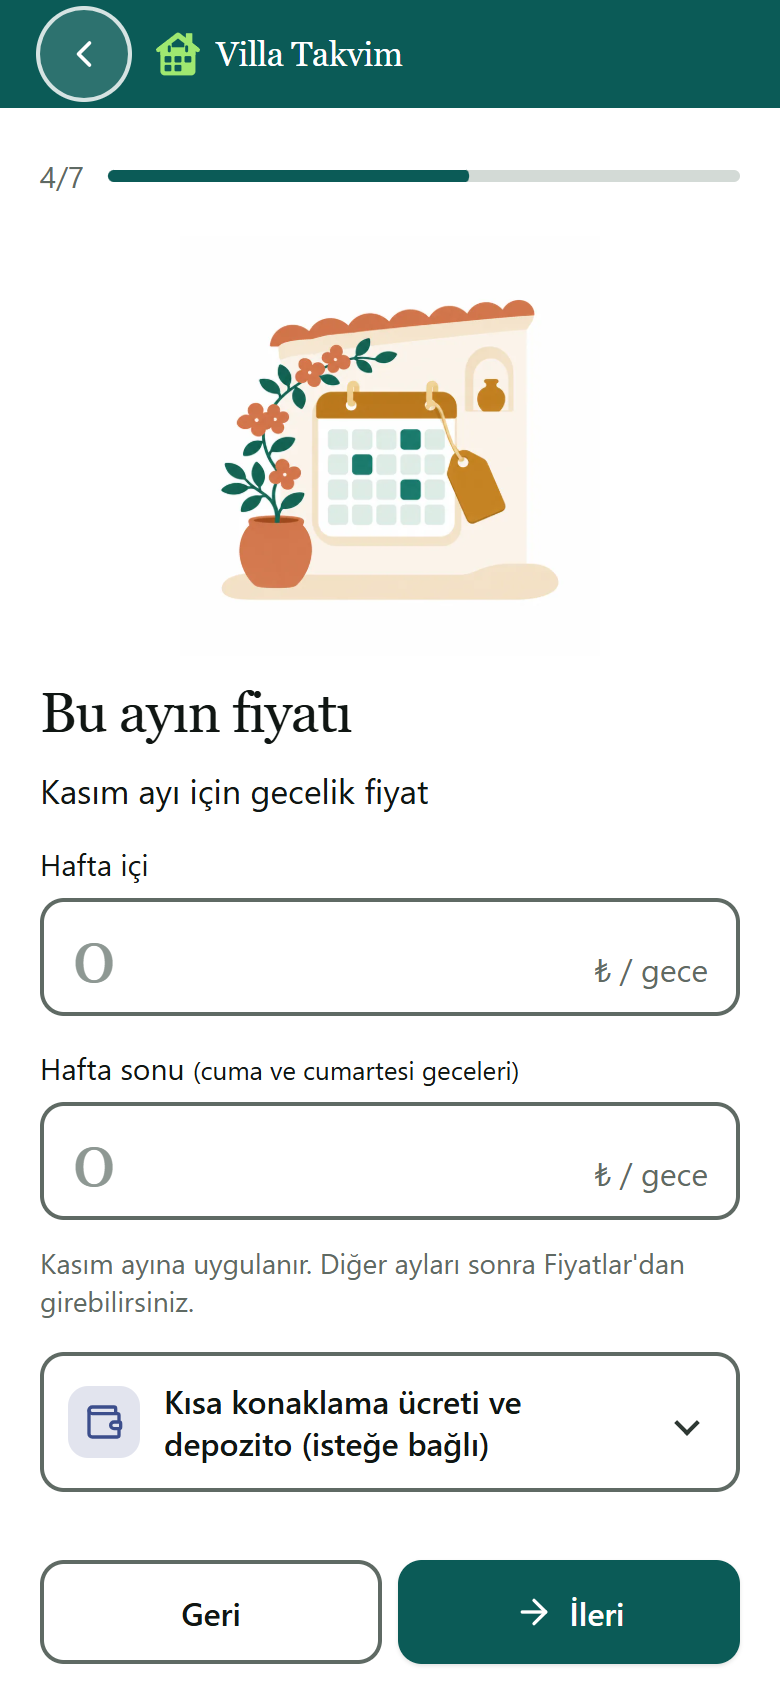 Villa Takvim
4/7
Bu ayın fiyatı
Kasım ayı için gecelik fiyat
Hafta içi
0
₺ / gece
Hafta sonu (cuma ve cumartesi geceleri)
0
₺ / gece
Kasım ayına uygulanır. Diğer ayları sonra Fiyatlar'dan
girebilirsiniz.
Kısa konaklama ücreti ve
depozito (isteğe bağlı)
Geri
İleri